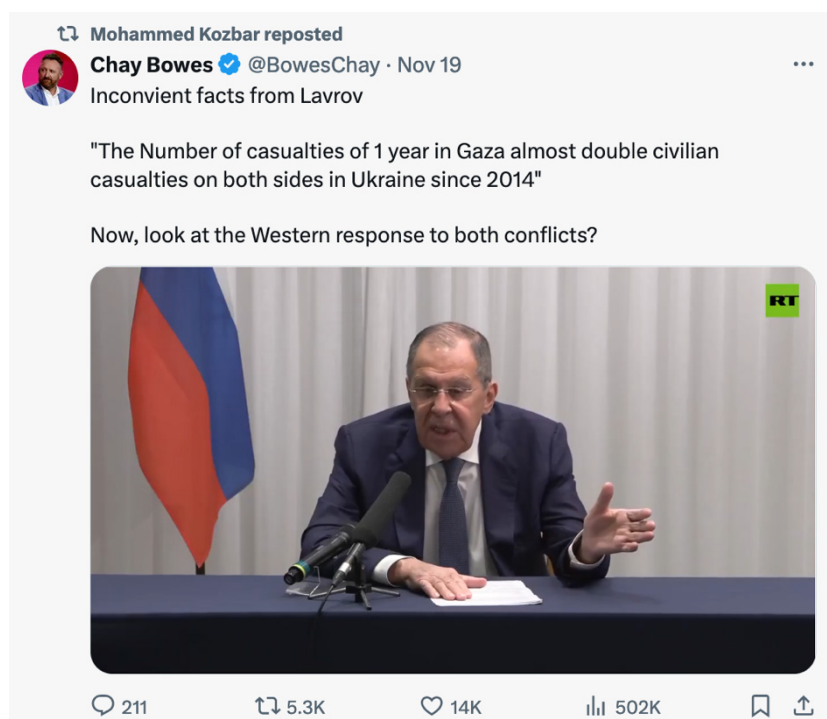 Mohammed Kozbar reposted
Chay Bowes @BowesChay · Nov 19
Inconvient facts from Lavrov
"The Number of casualties of 1 year in Gaza almost double civilian
casualties on both sides in Ukraine since 2014"
Now, look at the Western response to both conflicts?
RT
211 5.3K 14K 502K